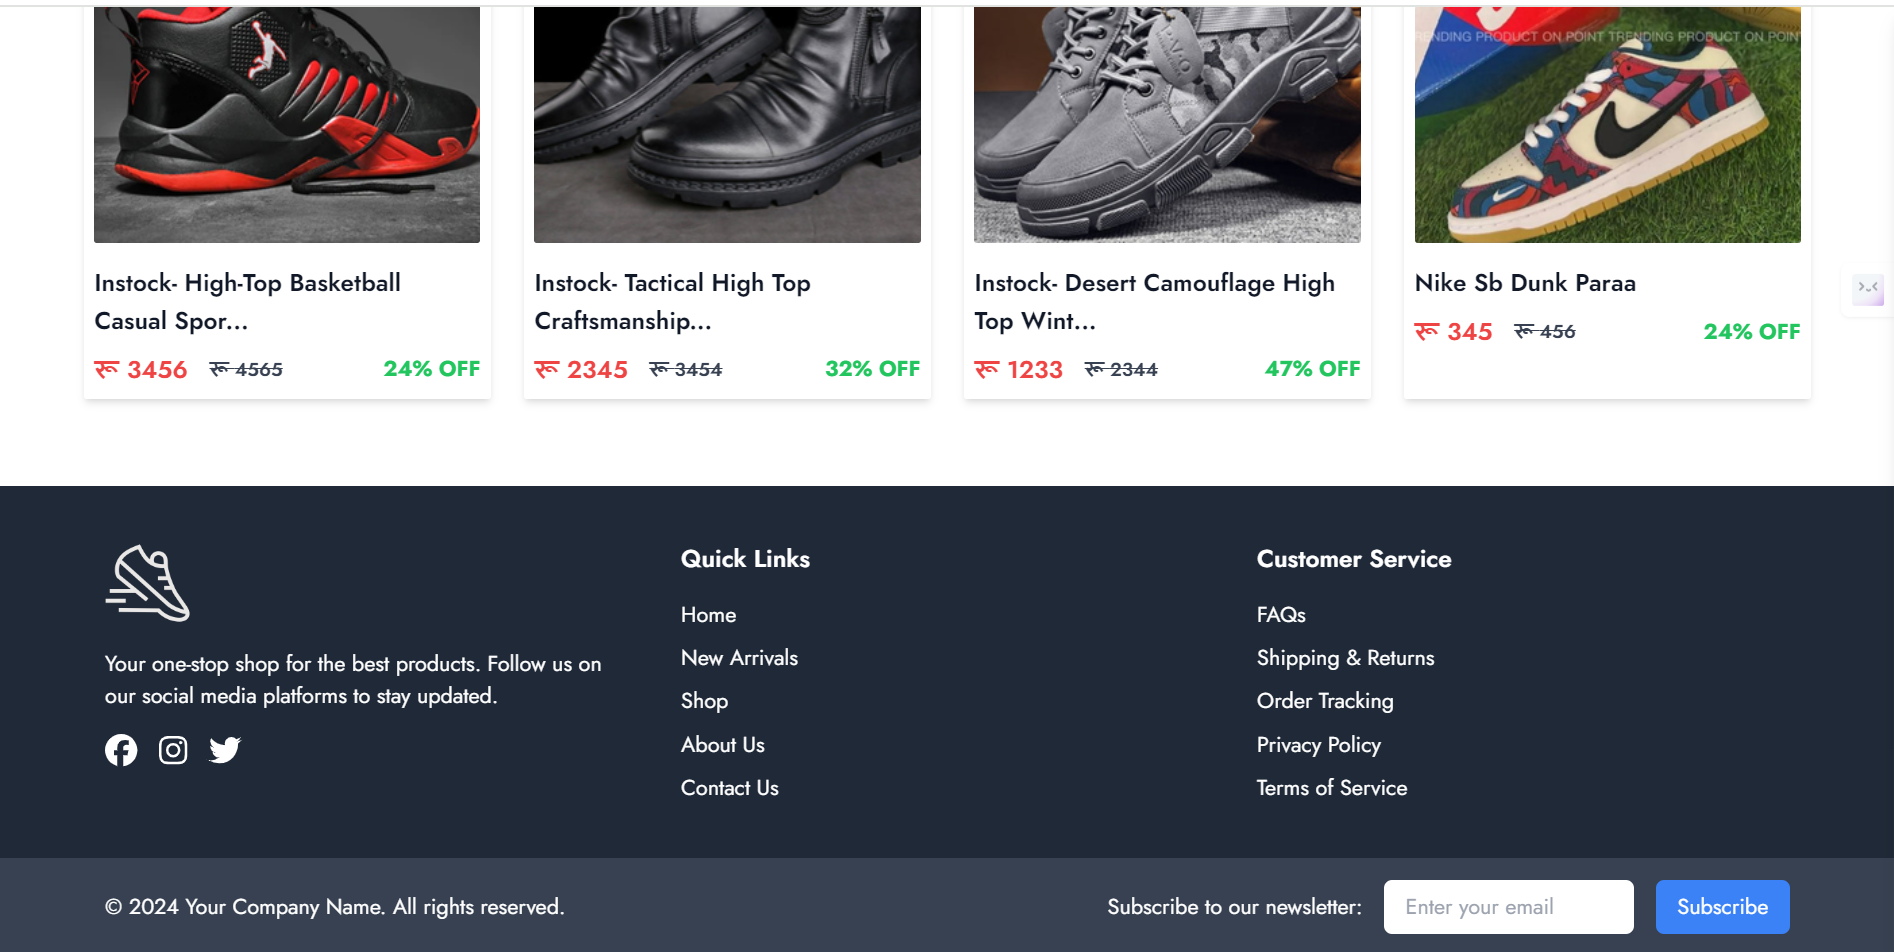 RENDING PRODUCT ON POINT TRENDING PRODUCT ON POIN
PAVO
Instock- High-Top Basketball
Casual Spor...
रू 3456 रू 4565 24% OFF
Instock- Tactical High Top
Craftsmanship...
रू 2345 रू 3454 32% OFF
Instock- Desert Camouflage High
Top Wint...
रू 1233 रू 2344 47% OFF
Nike Sb Dunk Paraa
रू 345 रू 456 24% OFF
Your one-stop shop for the best products. Follow us on
our social media platforms to stay updated.
Quick Links
Home
New Arrivals
Shop
About Us
Contact Us
Customer Service
FAQs
Shipping & Returns
Order Tracking
Privacy Policy
Terms of Service
© 2024 Your Company Name. All rights reserved.
Subscribe to our newsletter: Enter your email Subscribe